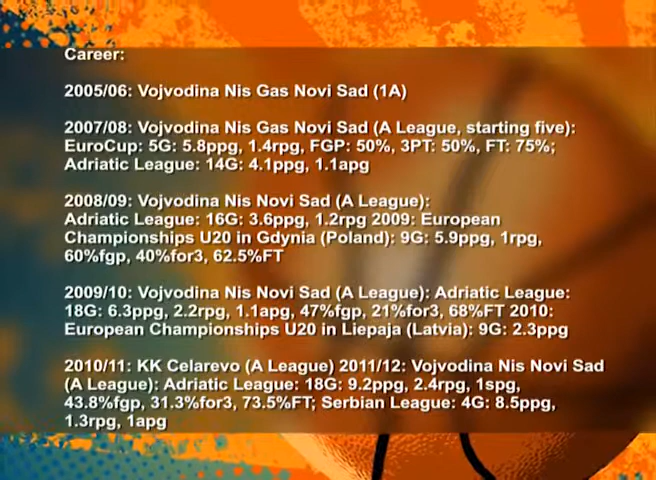 Career:
2005/06: Vojvodina Nis Gas Novi Sad (1A)
2007/08: Vojvodina Nis Gas Novi Sad (A League, starting five):
EuroCup: 5G: 5.8ppg, 1.4rpg, FGP: 50%, 3PT: 50%, FT: 75%;
Adriatic League: 14G: 4.1ppg, 1.1apg
2008/09: Vojvodina Nis Novi Sad (A League):
Adriatic League: 16G: 3.6ppg, 1.2rpg 2009: European
Championships U20 in Gdynia (Poland): 9G: 5.9ppg, 1rpg,
60%fgp, 40%for3, 62.5%FT
2009/10: Vojvodina Nis Novi Sad (A League): Adriatic League:
18G: 6.3ppg, 2.2rpg, 1.1apg, 47%fgp, 21%for3, 68%FT 2010:
European Championships U20 in Liepaja (Latvia): 9G: 2.3ppg
2010/11: KK Celarevo (A League) 2011/12: Vojvodina Nis Novi Sad
(A League): Adriatic League: 18G: 9.2ppg, 2.4rpg, 1spg,
43.8%fgp, 31.3%for3, 73.5%FT; Serbian League: 4G: 8.5ppg,
1.3rpg, 1apg